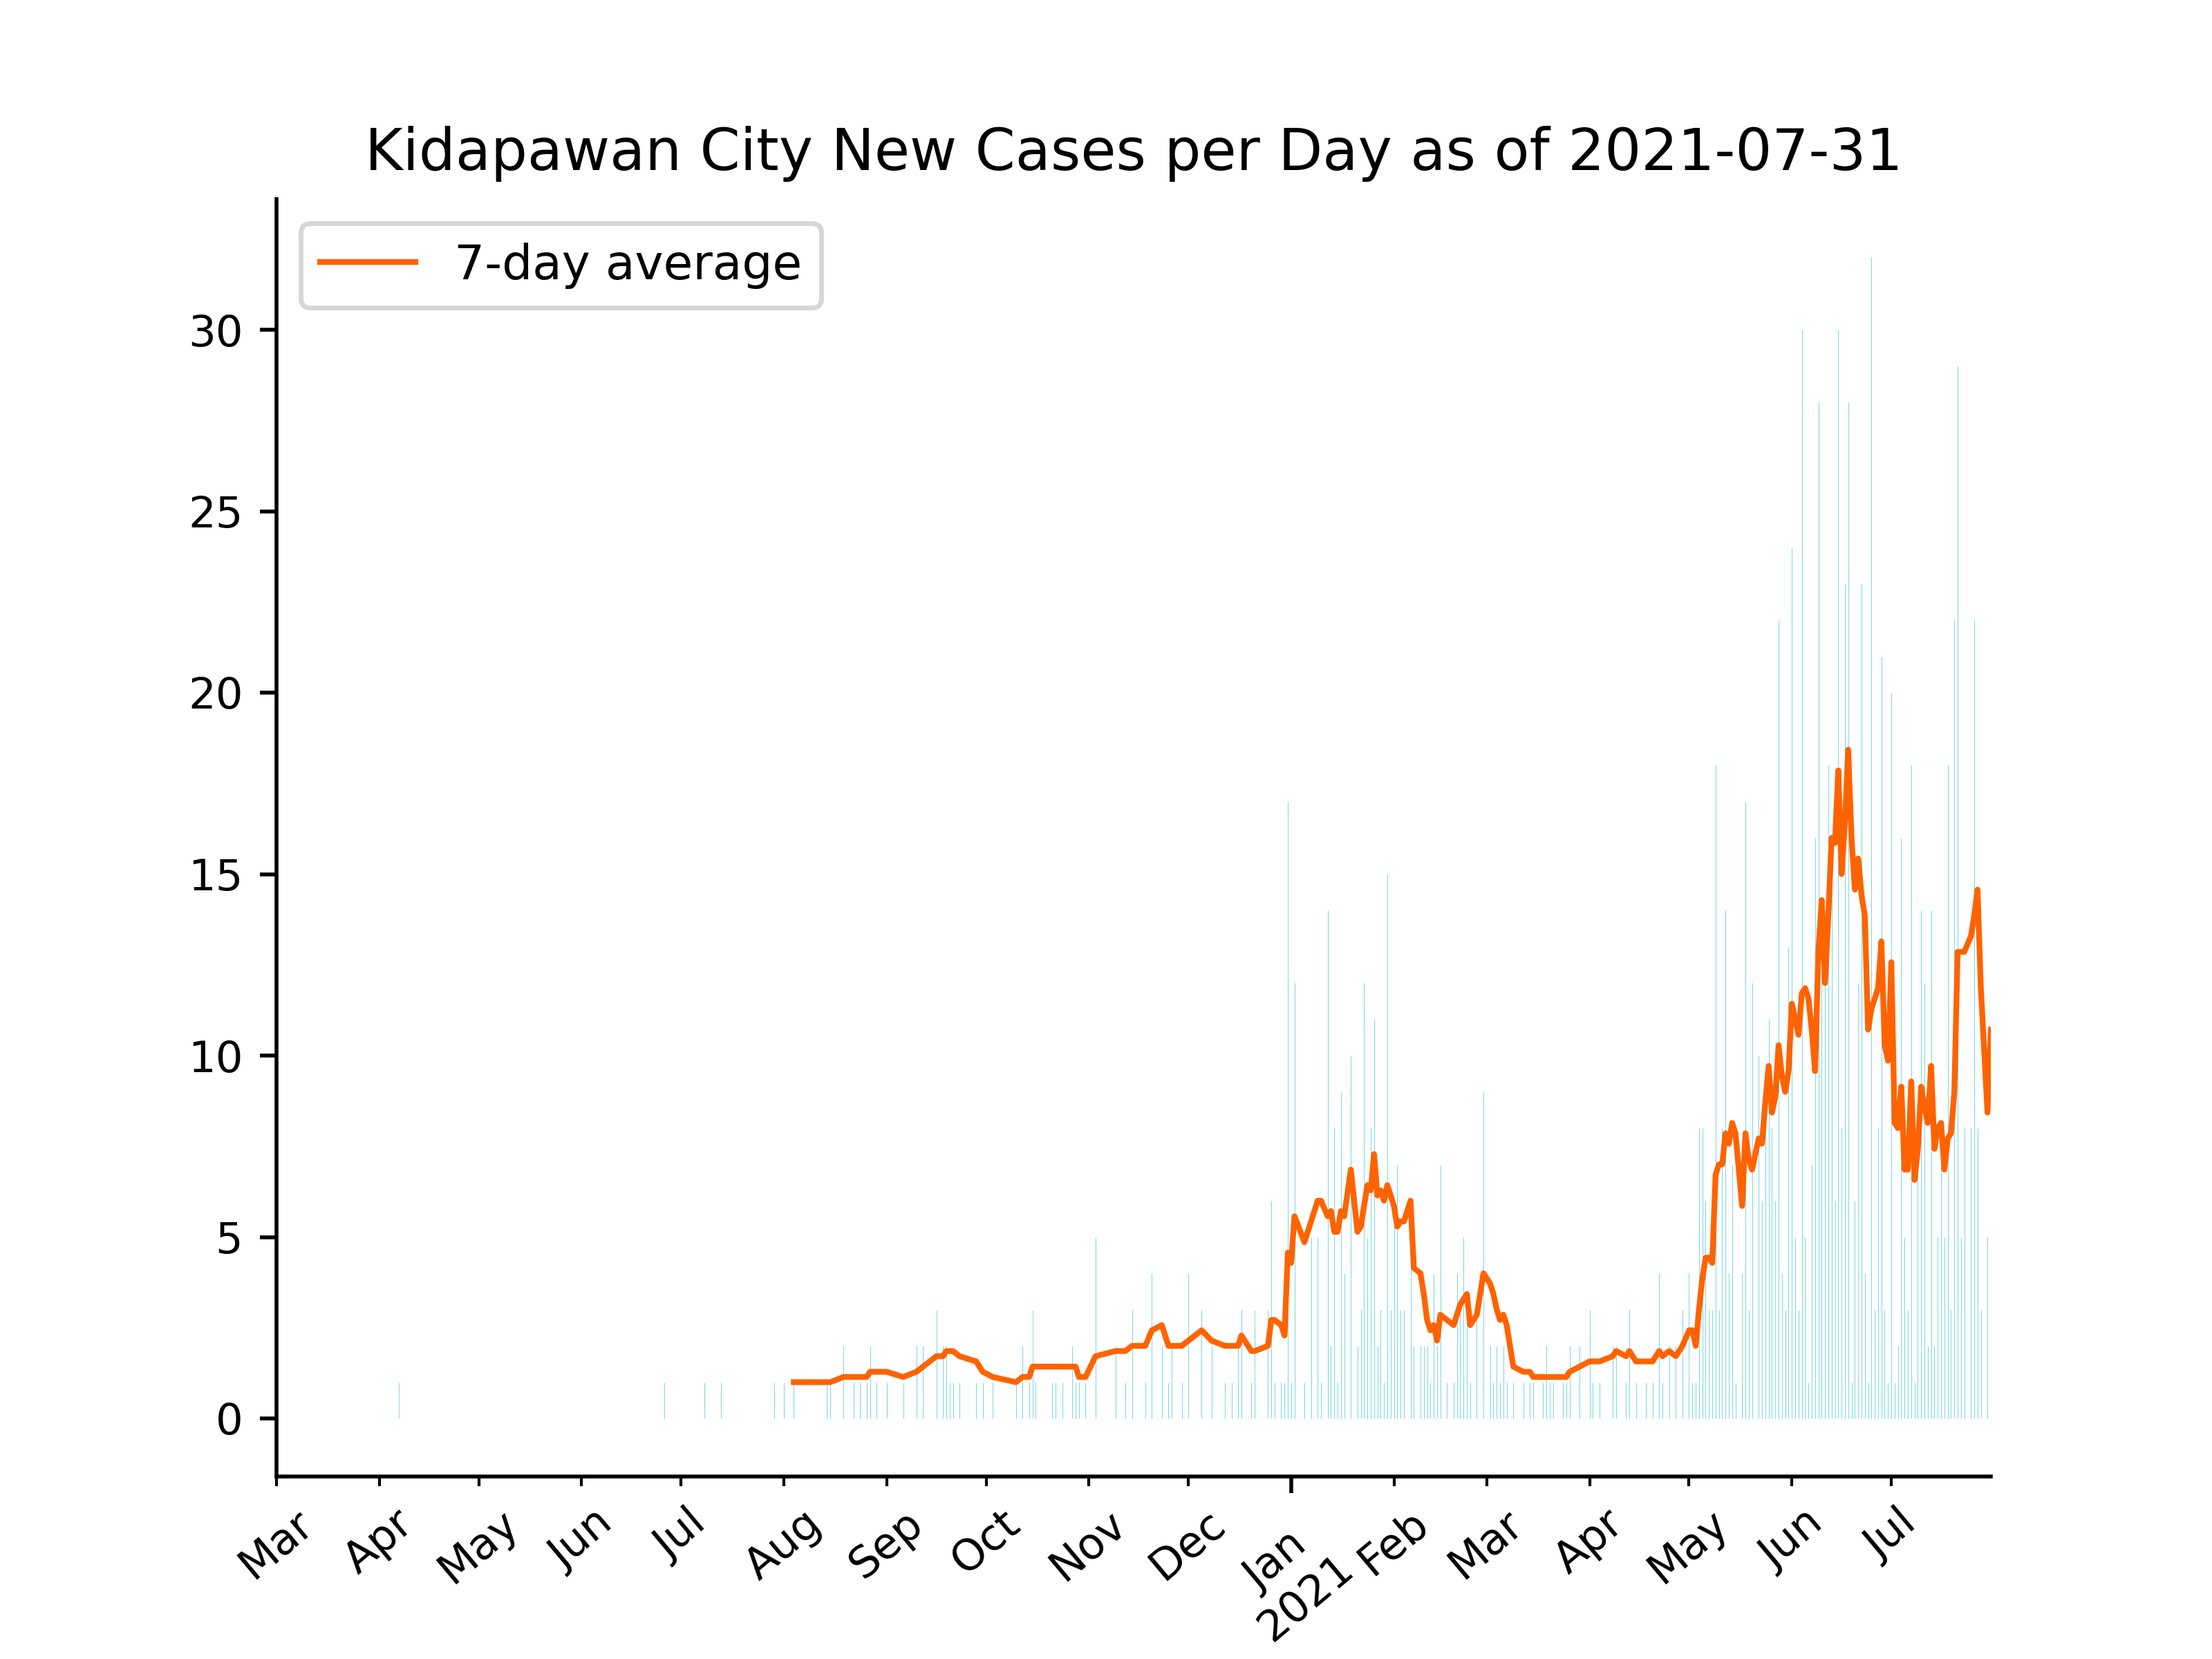 Kidapawan City New Cases per Day as of 2021-07-31
7-day average
30
25
20
15
10
5
0
Mar Apr May Jun Jul Aug Sep Oct Nov Dec Jan Feb Mar Apr May Jun Jul
2021